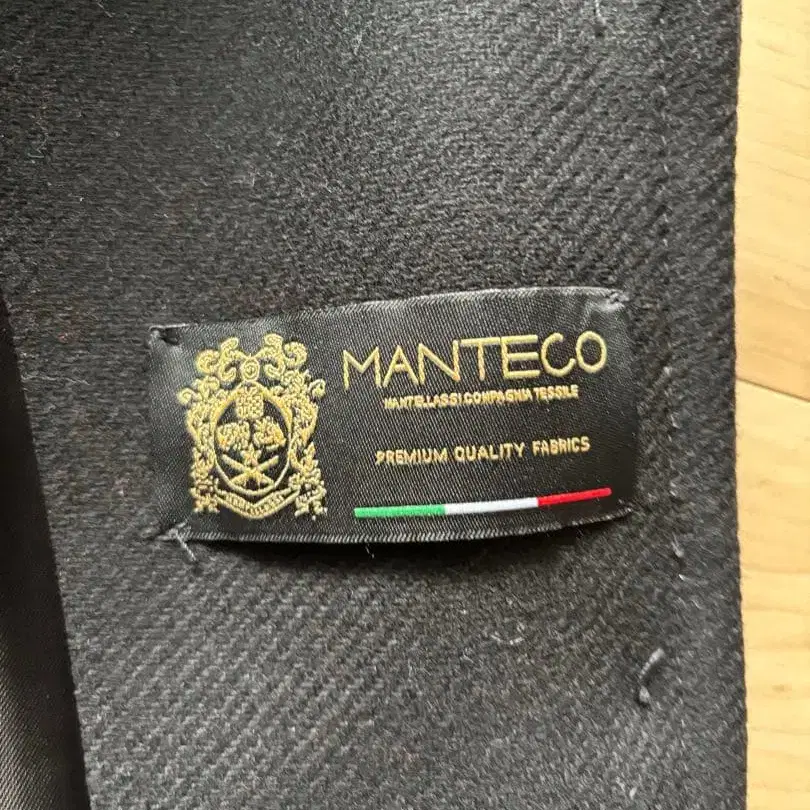 MANTECO
MANTELLASSI COMPAGNIA TESSILE
PREMIUM QUALITY FABRICS